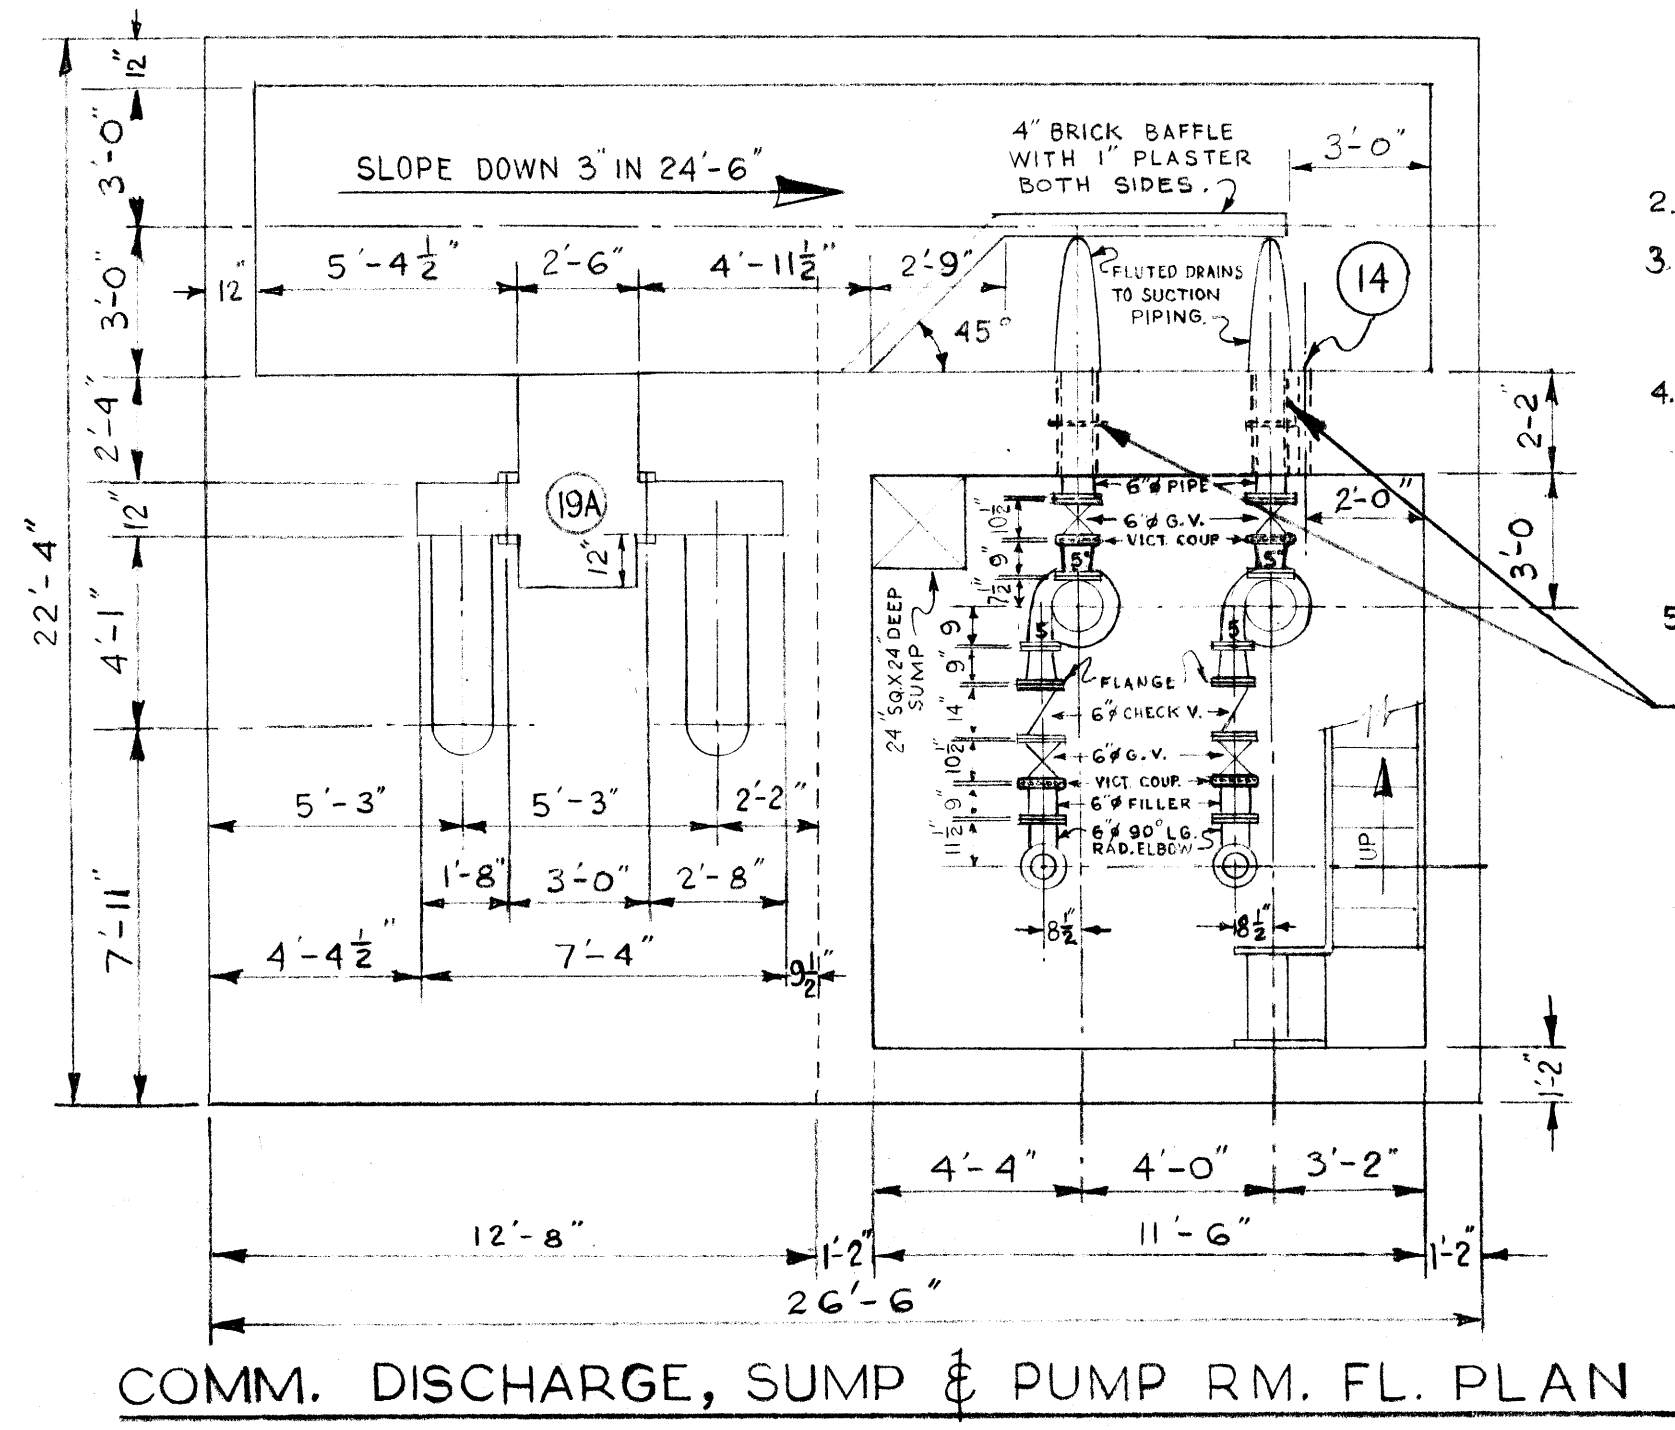 12"
3'-0"
3'-0"
2'-4"
12"
4'-1"
7'-11"
22'-4"
SLOPE DOWN 3" IN 24'-6"
4" BRICK BAFFLE
WITH 1" PLASTER
BOTH SIDES.
3'-0"
12"
5'-4 1/2"
2'-6"
4'-11 1/2"
2'-9"
45°
FLUTED DRAINS
TO SUCTION
PIPING.
14
2.
3.
4.
5
19A
12"
24" SQ. X 24" DEEP
SUMP
10 1/2"
9"
7 1/2"
9
9"
14"
10 1/2"
9"
11 1/2"
6"ø PIPE
6"ø G.V.
VICT. COUP
5"
5"
5
5
FLANGE
6"ø CHECK V.
6"ø G.V.
VICT. COUP.
6"ø FILLER
6"ø 90° LG.
RAD. ELBOW
2'-0"
2'-2"
3'-0
UP
8 1/2"
8 1/2"
1'-2"
5'-3"
5'-3"
2'-2"
1'-8"
3'-0"
2'-8"
4'-4 1/2"
7'-4"
9 1/2"
4'-4"
4'-0"
3'-2"
12'-8"
1'-2"
11'-6"
1'-2"
26'-6"
COMM. DISCHARGE, SUMP & PUMP RM. FL. PLAN